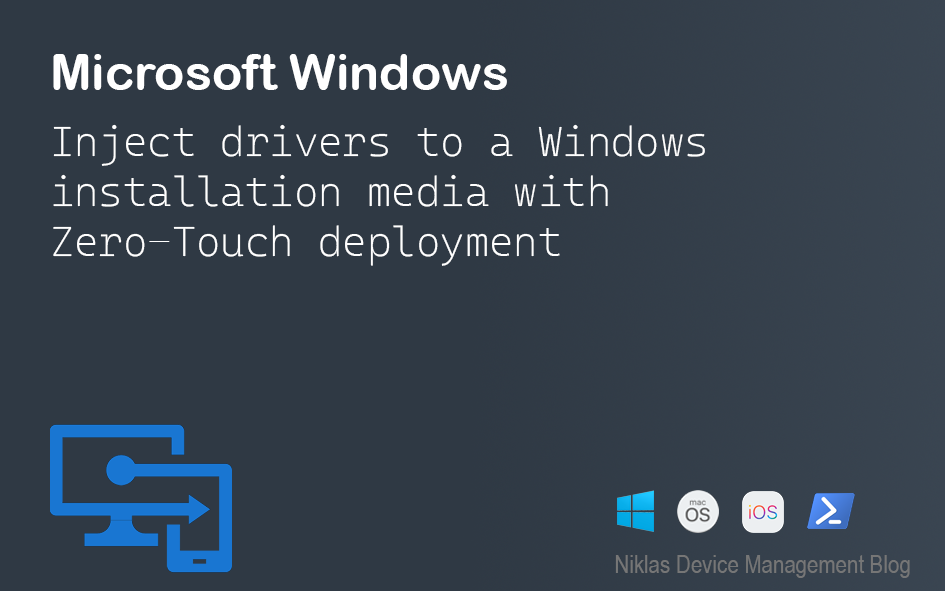 Microsoft Windows
Inject drivers to a Windows
installation media with
Zero-Touch deployment
mac
OS
iOS
Niklas Device Management Blog